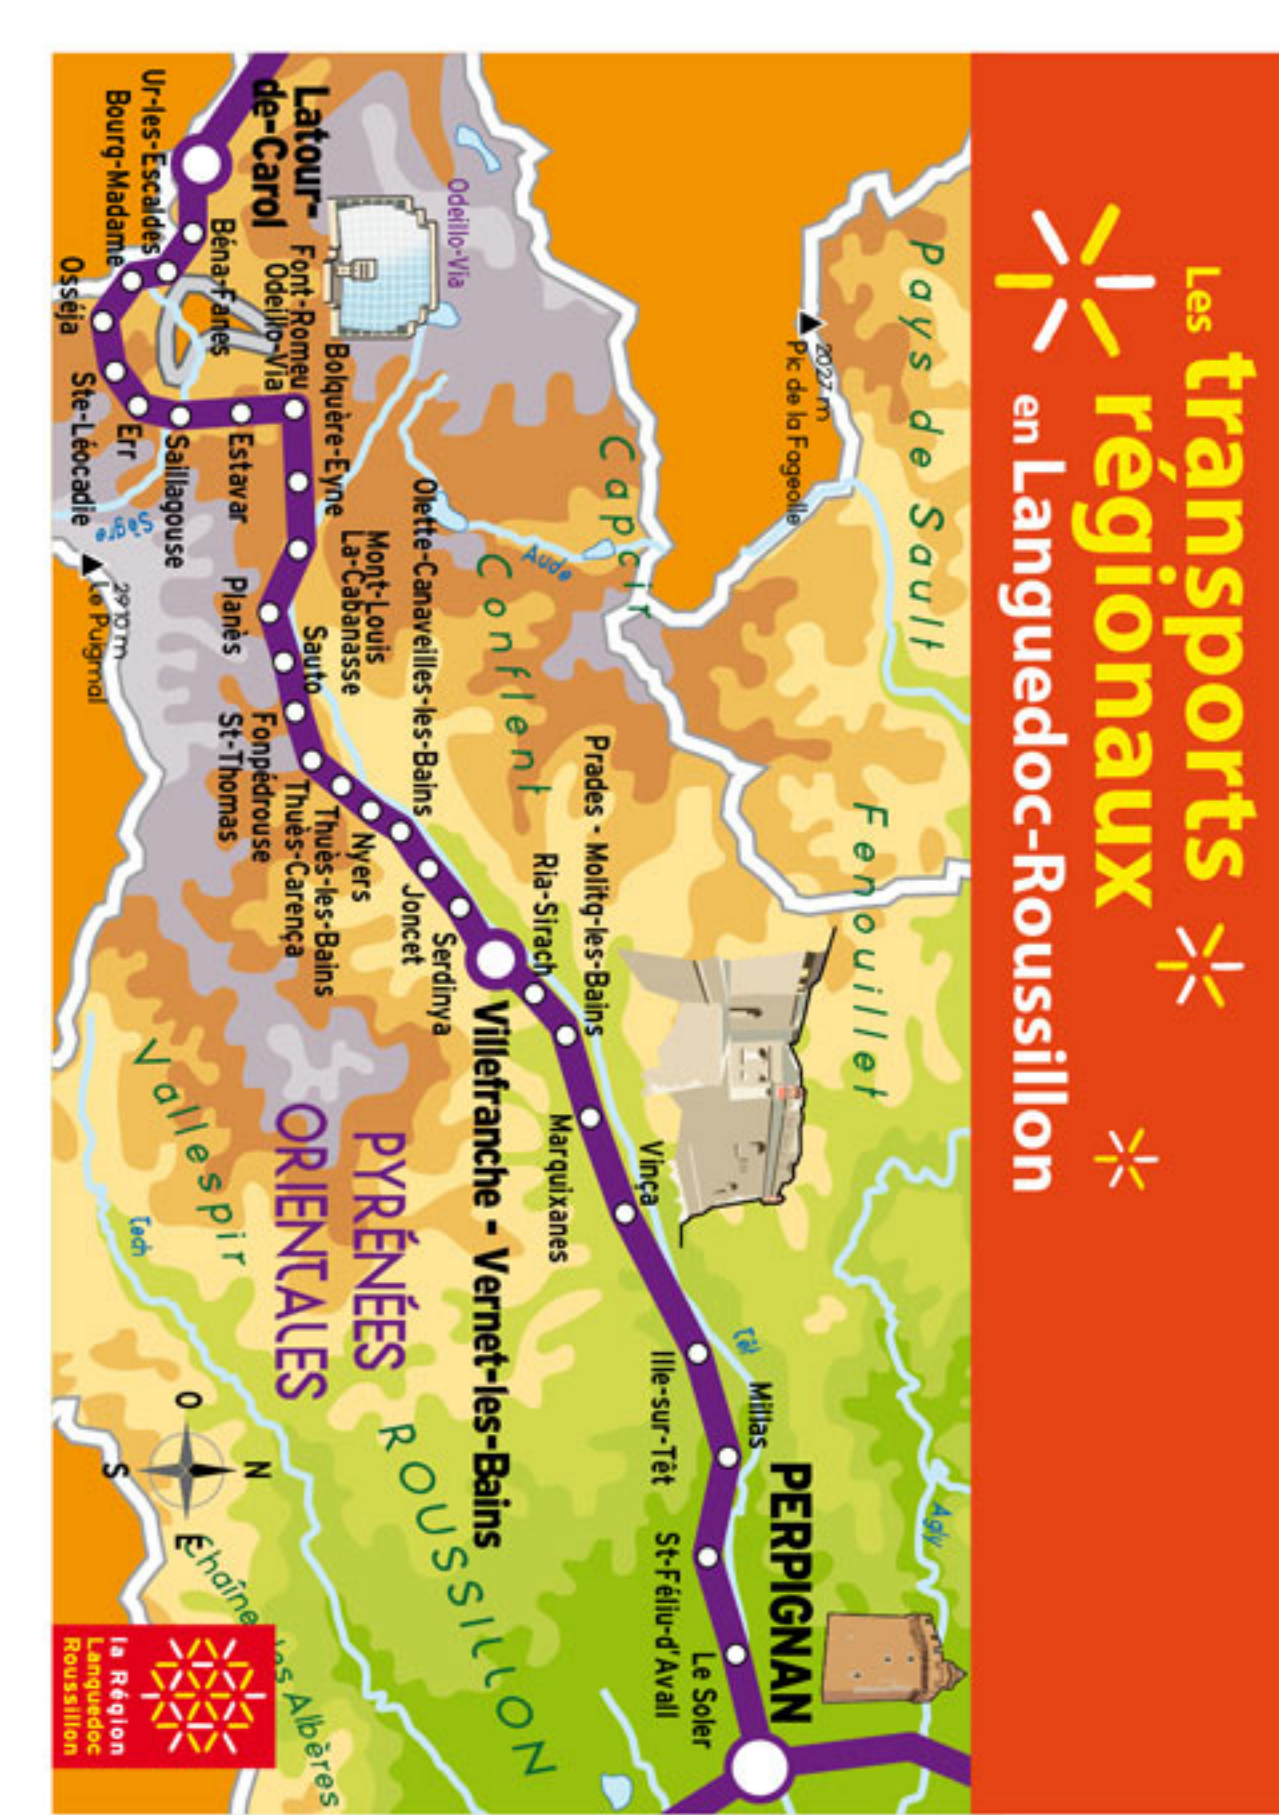 Les transports
régionaux
en Languedoc-Roussillon
Pays de Sault
2027 m
Pic de la Fageolle
Fenouillet
Agly
Capcir
Aude
Conflent
Odeillo-Via
Latour-
de-Carol
Ur-les-Escaldes
Bourg-Madame
Béna-Fanes
Osséja
Font-Romeu
Odeillo-Via
Bolquère-Eyne
Ste-Léocadie
Err
Saillagouse
Estavar
Sègre
2910 m
Le Puigmal
Mont-Louis
La-Cabanasse
Planès
Sauto
Olette-Canaveilles-les-Bains
Fonpédrouse
St-Thomas
Thuès-Carença
Thuès-les-Bains
Nyers
Joncet
Serdinya
Villefranche - Vernet-les-Bains
Ria-Sirach
Prades - Molitg-les-Bains
Marquixanes
Vinça
Têt
Ille-sur-Têt
Millas
St-Féliu-d'Avall
Le Soler
PERPIGNAN
PYRÉNÉES
ORIENTALES
Vallespir
Tech
ROUSSILLON
N
O
E
S
Chaîne des Albères
la Région
Languedoc
Roussillon